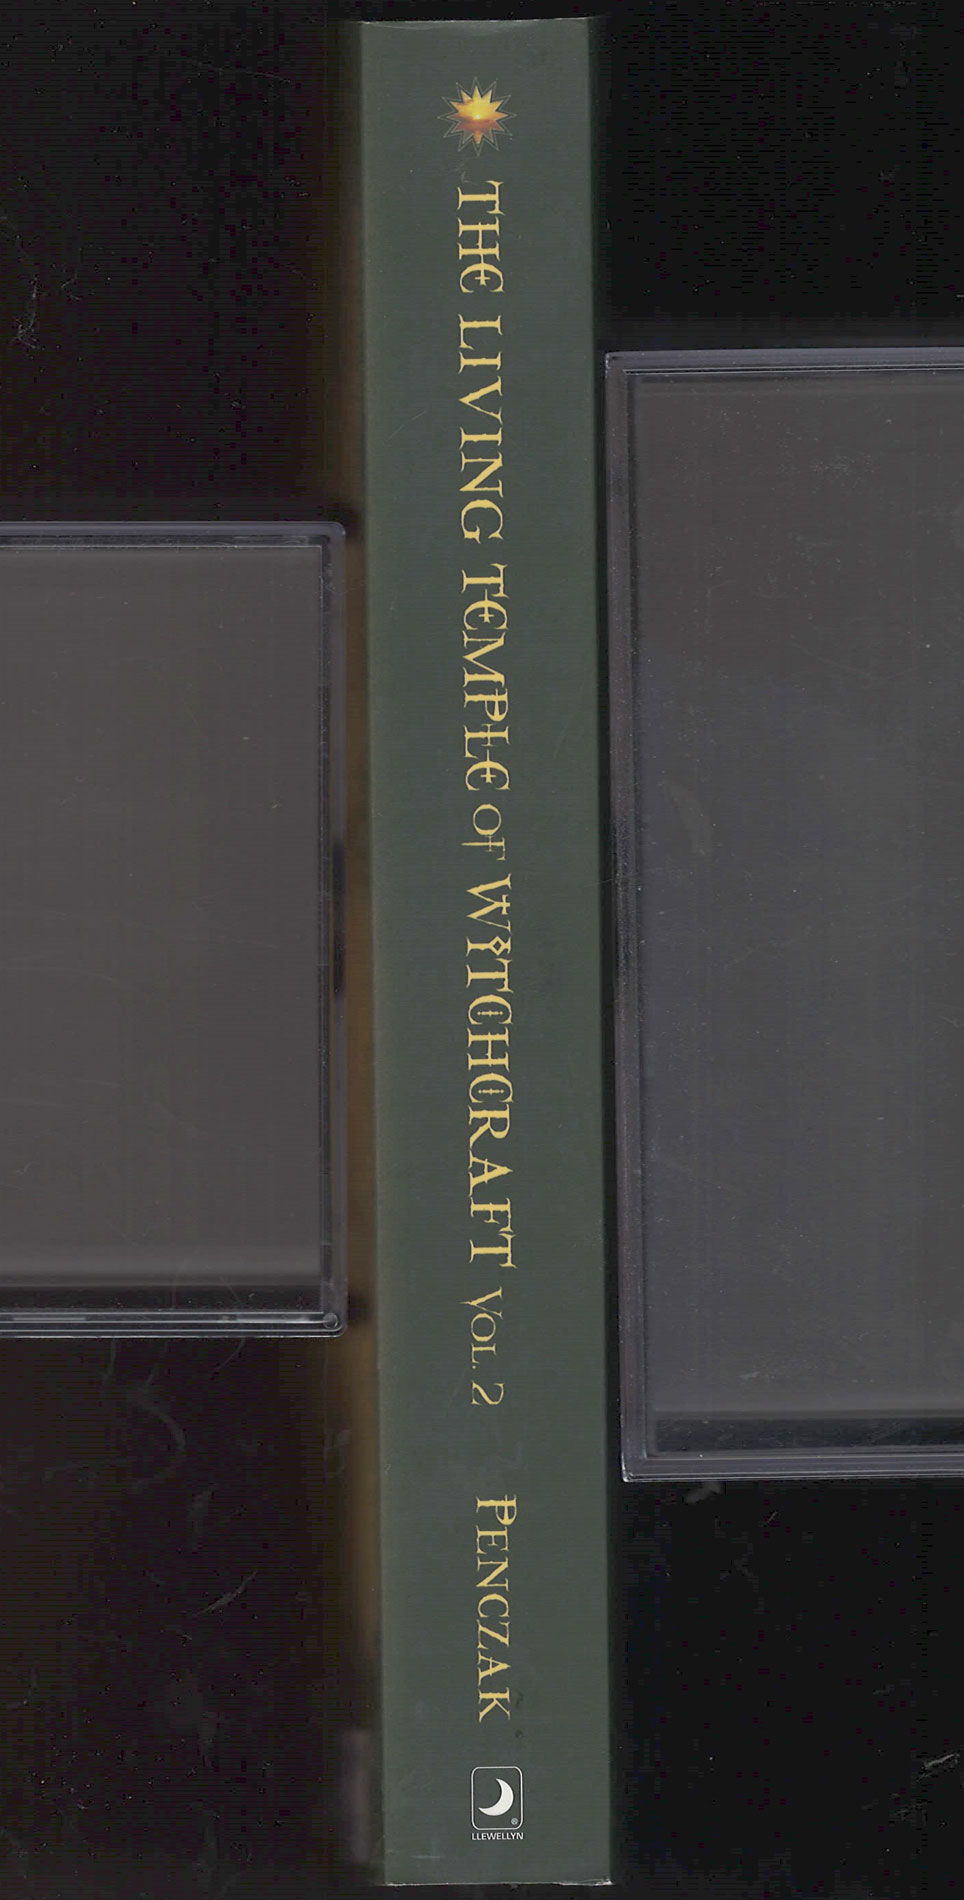 THE LIVING TEMPLE OF WITCHCRAFT VOL. 2
PENCZAK
®
LLEWELLYN